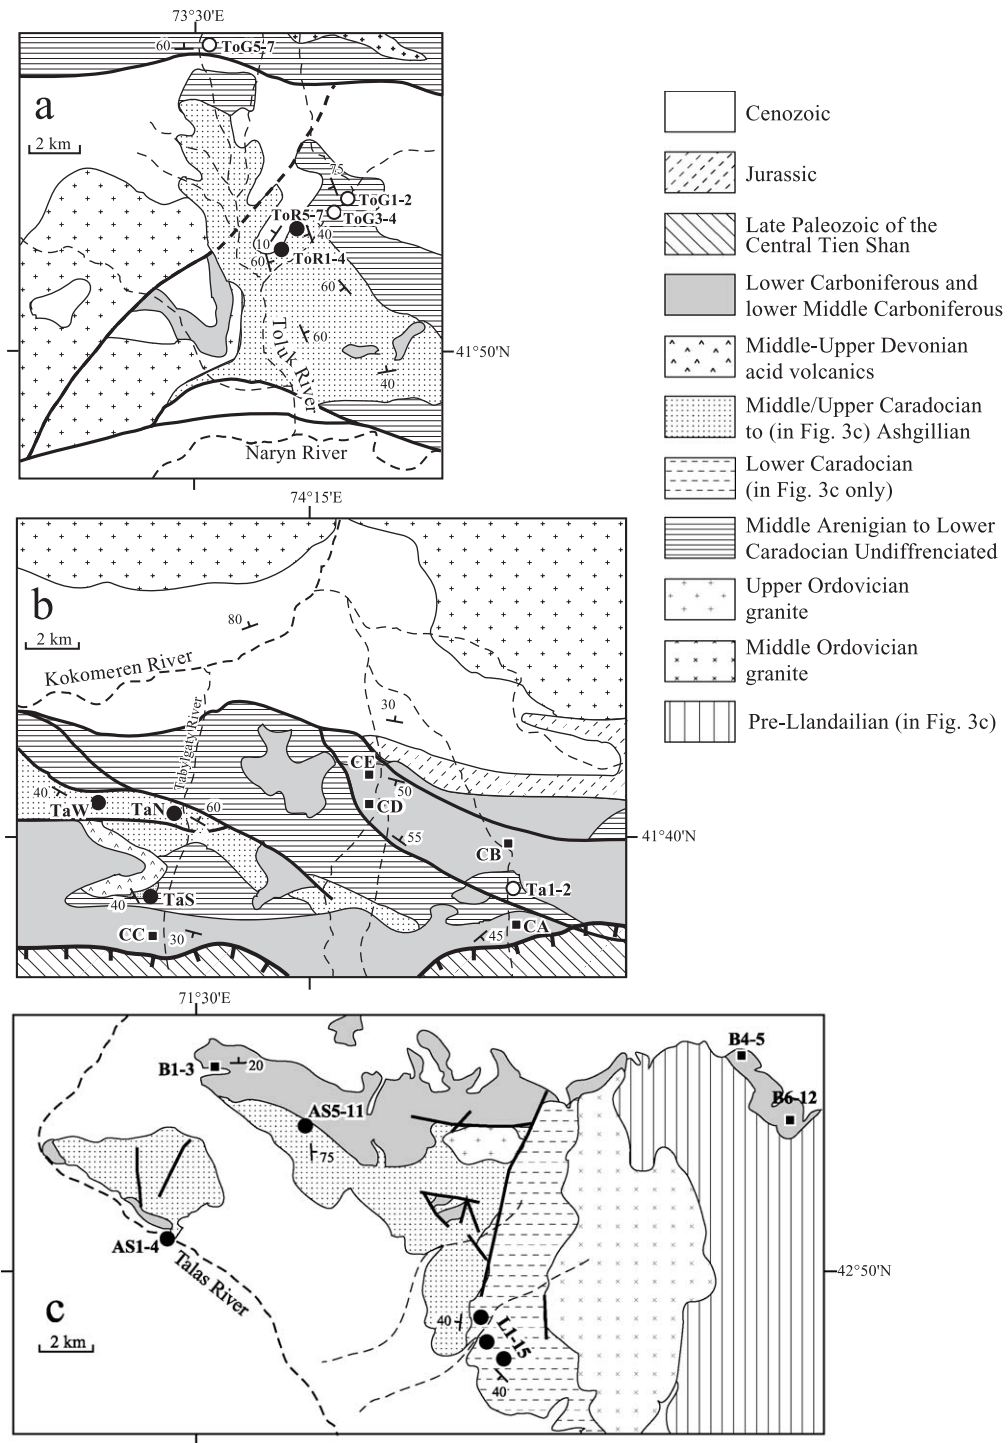 73°30'E
60
ToG5-7
a
2 km
75
ToG1-2
ToR5-7
ToG3-4
40
10
60
ToR1-4
60
60
41°50'N
40
Toluk River
Naryn River
Cenozoic
Jurassic
Late Paleozoic of the
Central Tien Shan
Lower Carboniferous and
lower Middle Carboniferous
Middle-Upper Devonian
acid volcanics
Middle/Upper Caradocian
to (in Fig. 3c) Ashgillian
Lower Caradocian
(in Fig. 3c only)
Middle Arenigian to Lower
Caradocian Undiffrenciated
Upper Ordovician
granite
Middle Ordovician
granite
Pre-Llandailian (in Fig. 3c)
74°15'E
b
2 km
80
Kokomeren River
30
Tabylgaty River
CE
50
40
TaW
TaN
60
CD
55
41°40'N
CB
Ta1-2
40
TaS
CC
30
45
CA
71°30'E
B1-3
20
B4-5
AS5-11
B6-12
75
AS1-4
Talas River
42°50'N
c
2 km
40
L1-15
40